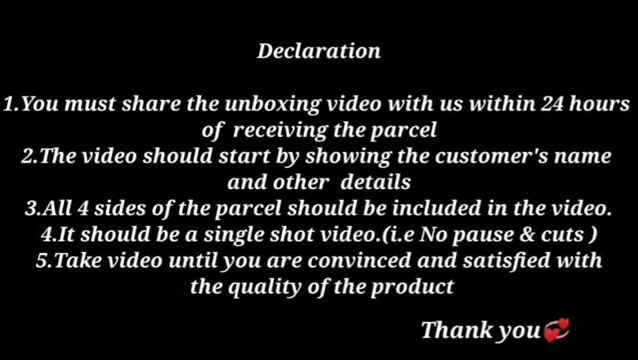 Declaration
1.You must share the unboxing video with us within 24 hours
of receiving the parcel
2.The video should start by showing the customer's name
and other details
3.All 4 sides of the parcel should be included in the video.
4.It should be a single shot video.(i.e No pause & cuts )
5.Take video until you are convinced and satisfied with
the quality of the product
Thank you💞